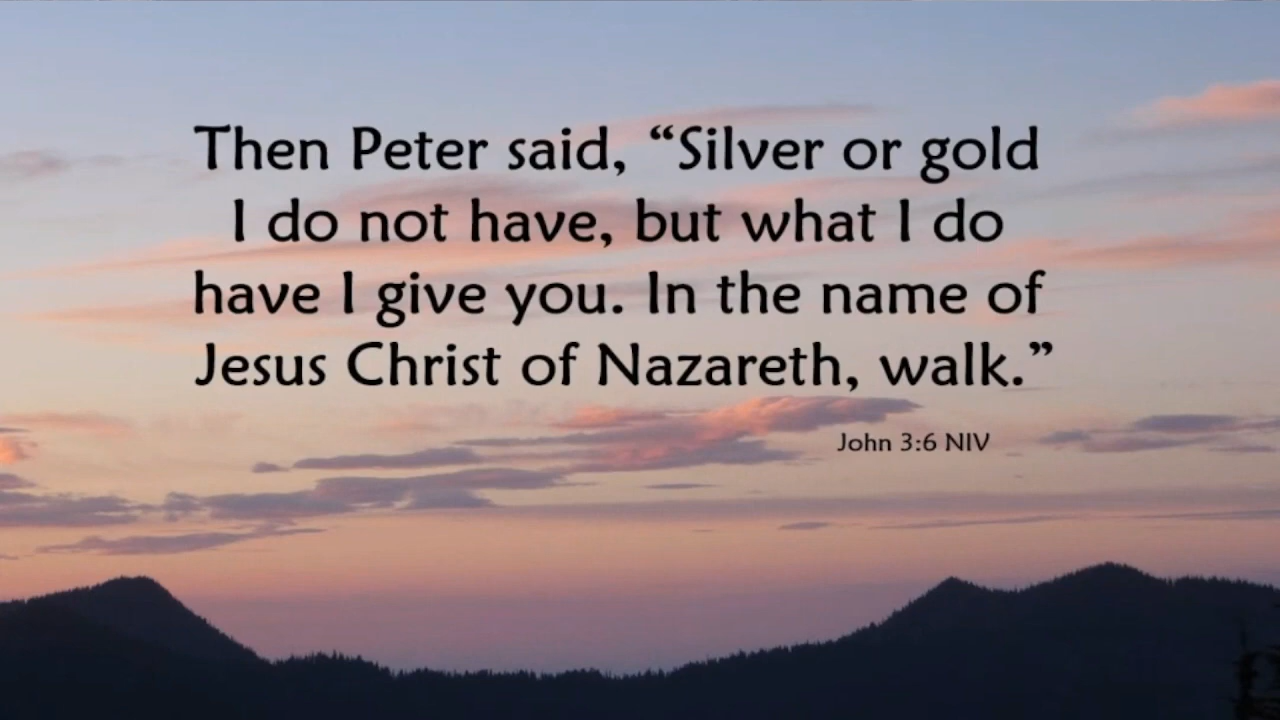 Then Peter said, “Silver or gold
I do not have, but what I do
have I give you. In the name of
Jesus Christ of Nazareth, walk.”
John 3:6 NIV